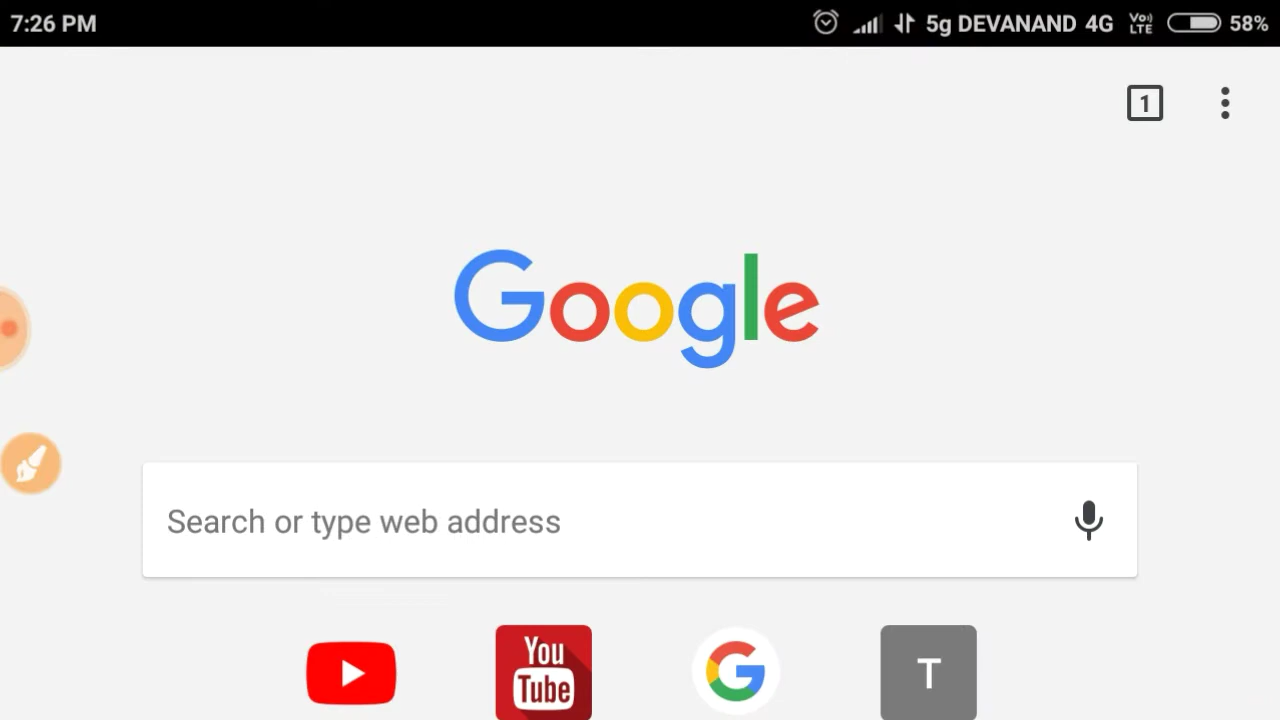 7:26 PM
5g DEVANAND 4G
Vo)
LTE
58%
1
Google
Search or type web address
You
Tube
G
T